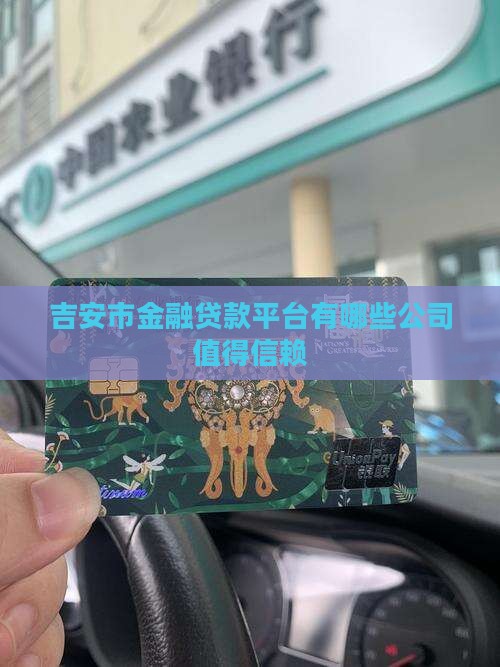 中国农业银行
吉安市金融贷款平台有哪些公司
值得信赖
UnionPay
银联